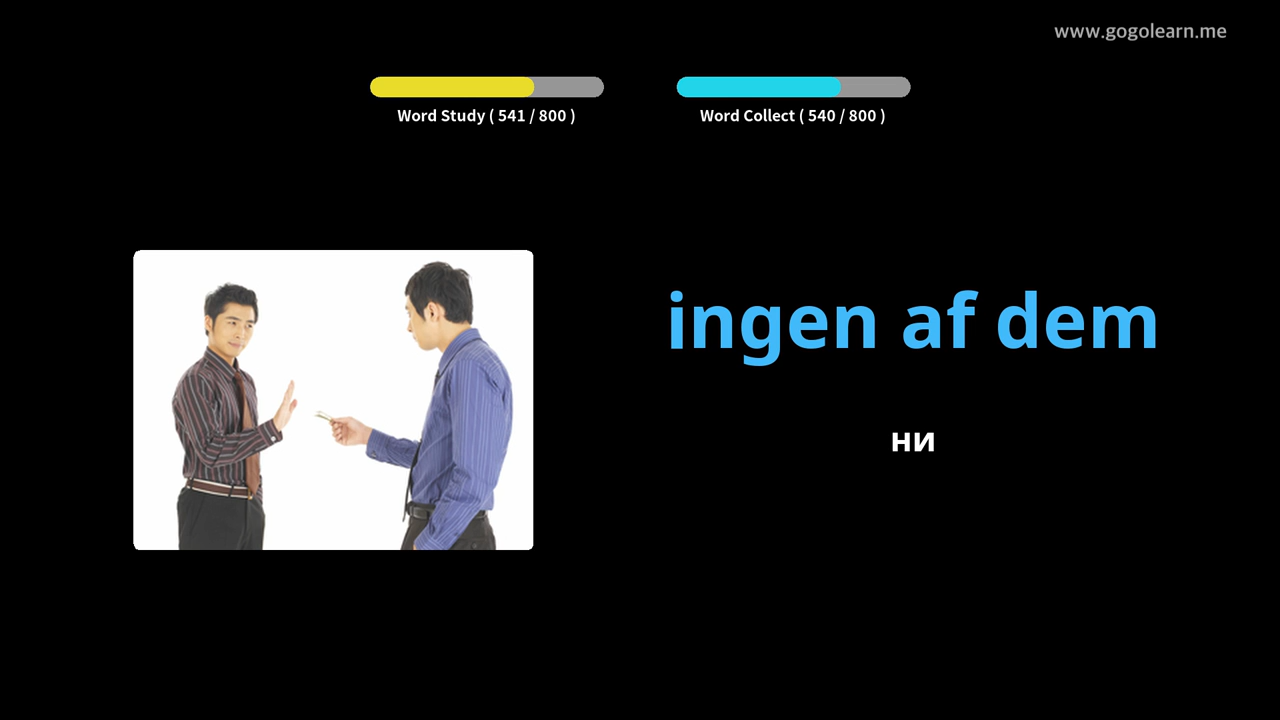 www.gogolearn.me
Word Study ( 541 / 800 )
Word Collect ( 540 / 800 )
ingen af dem
ни